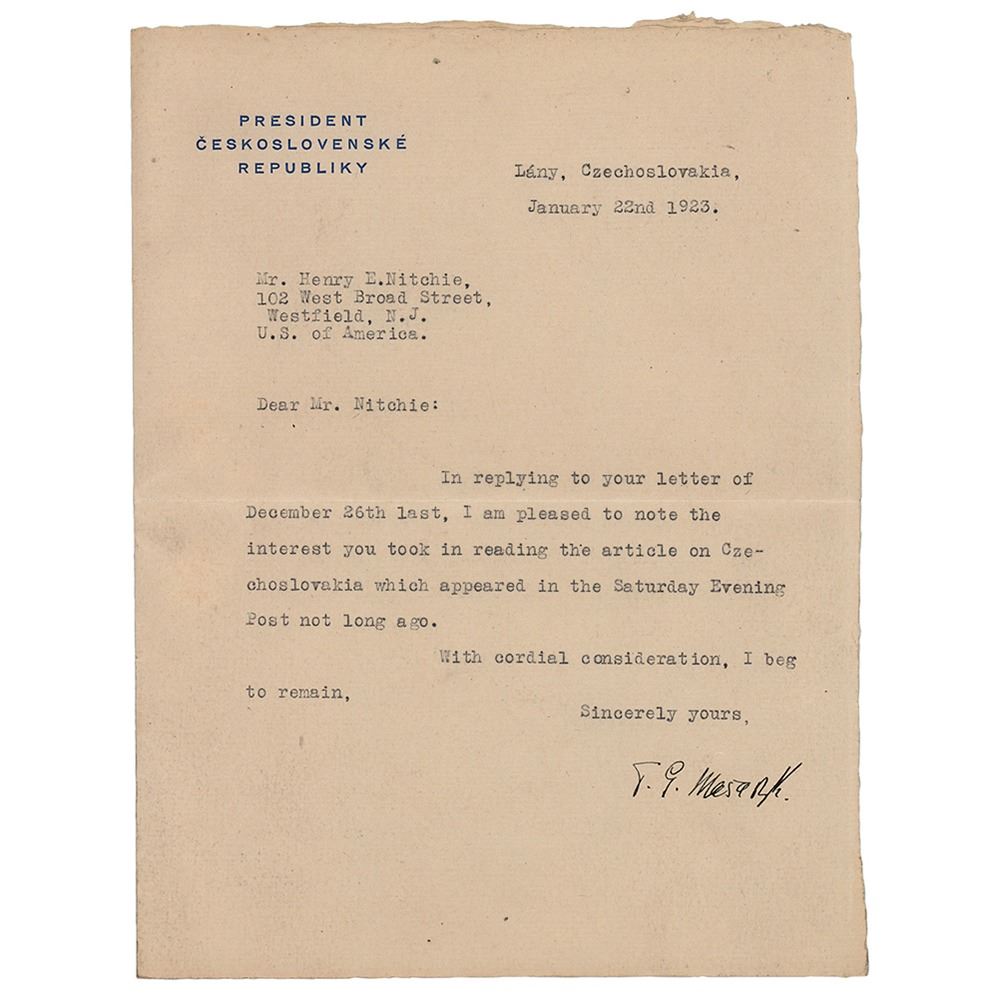 PRESIDENT
ČESKOSLOVENSKÉ
REPUBLIKY
Lány, Czechoslovakia,
January 22nd 1923.
Mr. Henry E.Nitchie,
102 West Broad Street,
Westfield, N.J.
U.S. of America.
Dear Mr. Nitchie:
In replying to your letter of
December 26th last, I am pleased to note the
interest you took in reading the article on Cze-
choslovakia which appeared in the Saturday Evening
Post not long ago.
With cordial consideration, I beg
to remain,
Sincerely yours,
T. G. Masaryk.